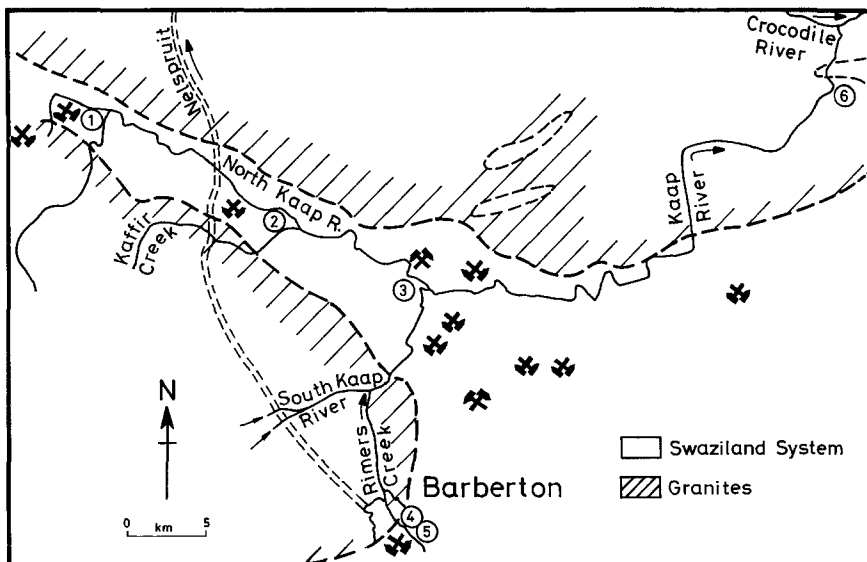 Crocodile
River
Nelspruit
6
1
North Kaap R.
Kaap
River
2
Kaffir
Creek
3
South Kaap
River
N
Rimers
Creek
Swaziland System
Granites
Barberton
0 km 5
4
5